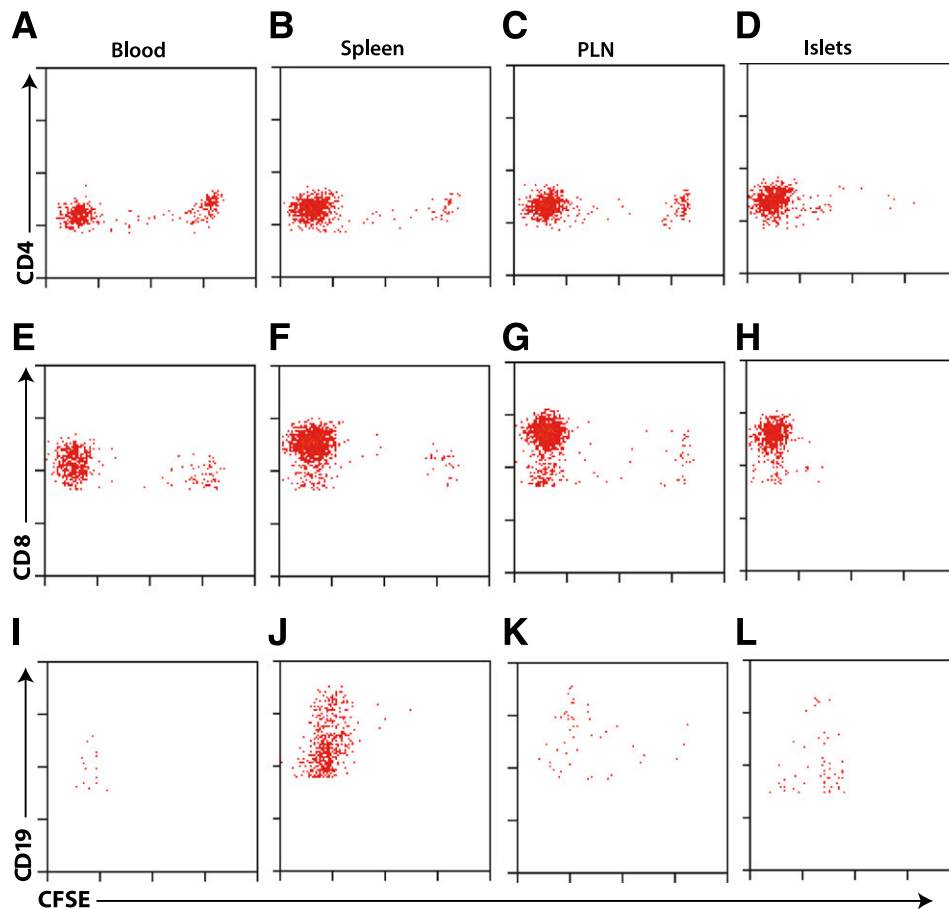 A B C D
Blood Spleen PLN Islets
CD4
E F G H
CD8
I J K L
CD19
CFSE